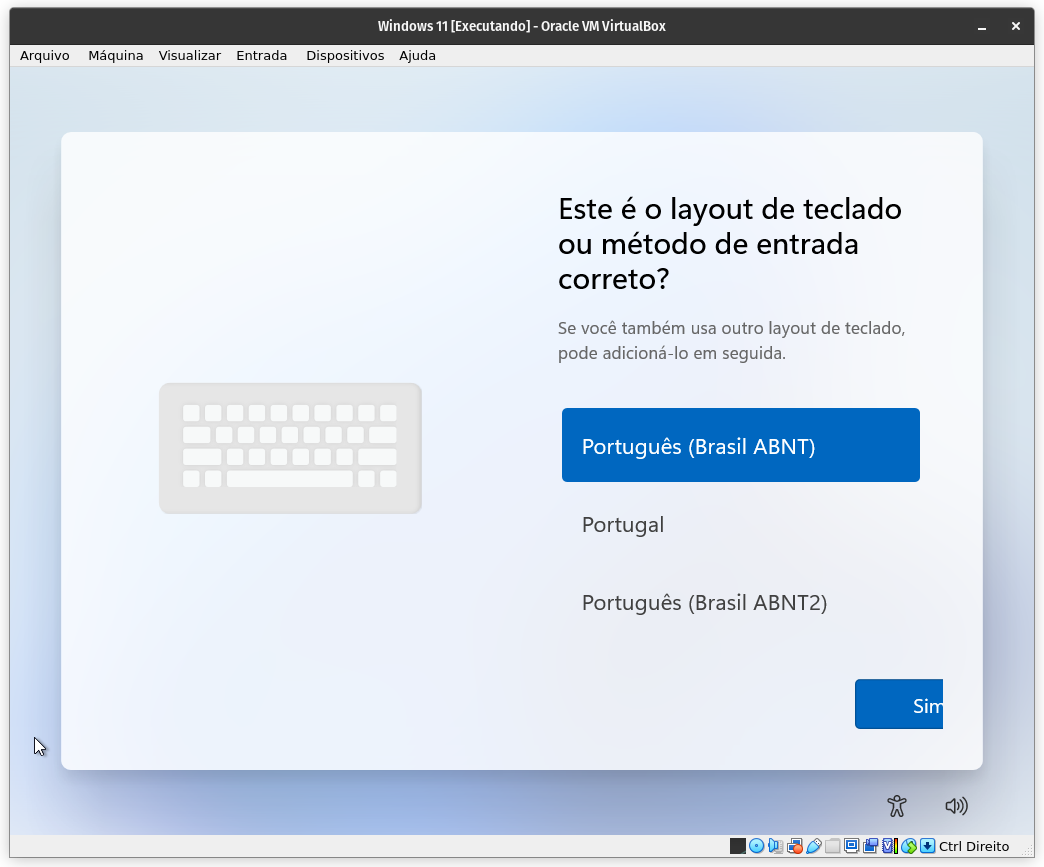 Windows 11 [Executando] - Oracle VM VirtualBox
Arquivo Máquina Visualizar Entrada Dispositivos Ajuda
Este é o layout de teclado
ou método de entrada
correto?
Se você também usa outro layout de teclado,
pode adicioná-lo em seguida.
Português (Brasil ABNT)
Portugal
Português (Brasil ABNT2)
Sim
Ctrl Direito